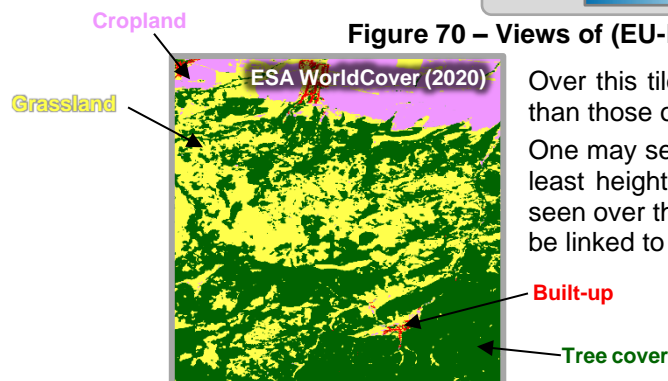 Cropland
Figure 70 – Views of (EU-
ESA WorldCover (2020)
Grassland
Over this tile
than those o
One may se
least height
seen over th
be linked to
Built-up
Tree cover